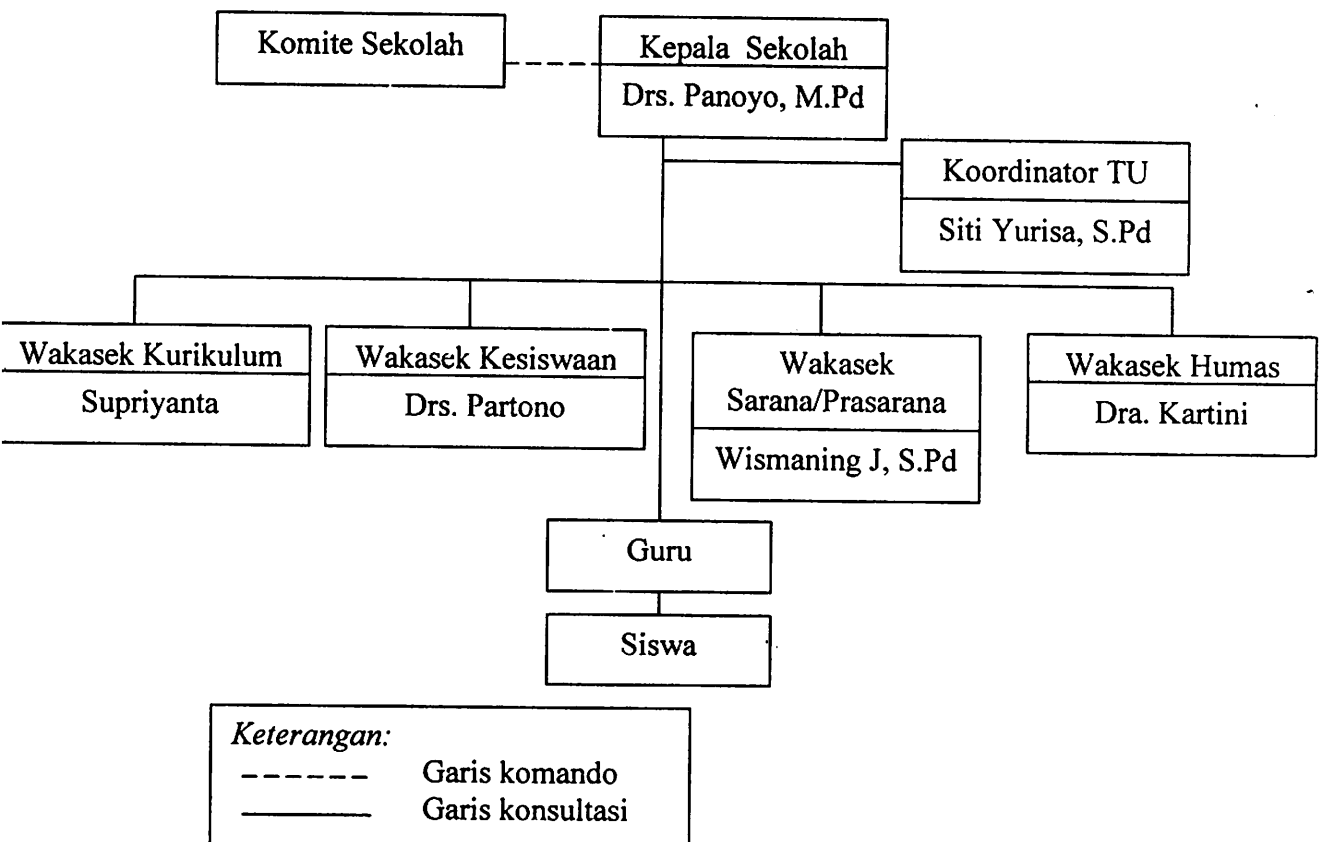 Komite Sekolah
Kepala Sekolah
Drs. Panoyo, M.Pd
Koordinator TU
Siti Yurisa, S.Pd
Wakasek Kurikulum
Supriyanta
Wakasek Kesiswaan
Drs. Partono
Wakasek
Sarana/Prasarana
Wismaning J, S.Pd
Wakasek Humas
Dra. Kartini
Guru
Siswa
Keterangan:
Garis komando
Garis konsultasi